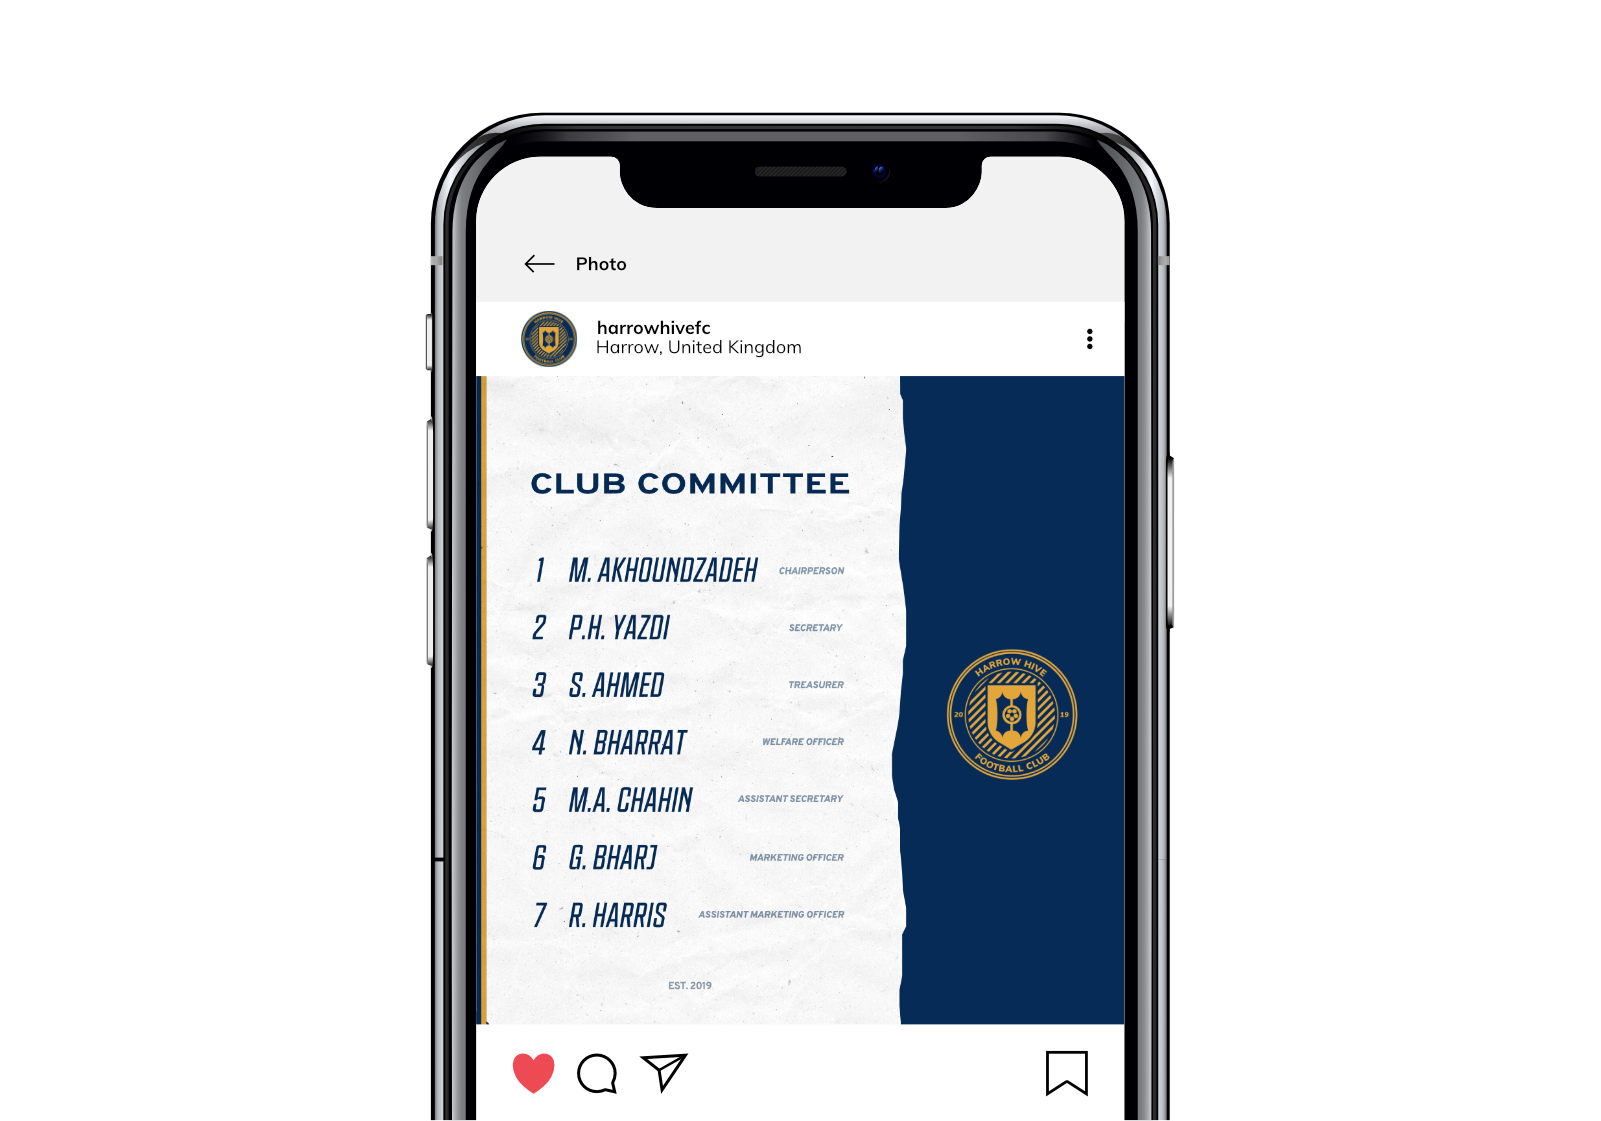 Photo
harrowhivefc
Harrow, United Kingdom
CLUB COMMITTEE
1 M. AKHOUNDZADEH CHAIRPERSON
2 P.H. YAZDI SECRETARY
3 S. AHMED TREASURER
4 N. BHARRAT WELFARE OFFICER
5 M.A. CHAHIN ASSISTANT SECRETARY
6 G. BHARJ MARKETING OFFICER
7 R. HARRIS ASSISTANT MARKETING OFFICER
EST. 2019
HARROW HIVE
20 19
FOOTBALL CLUB